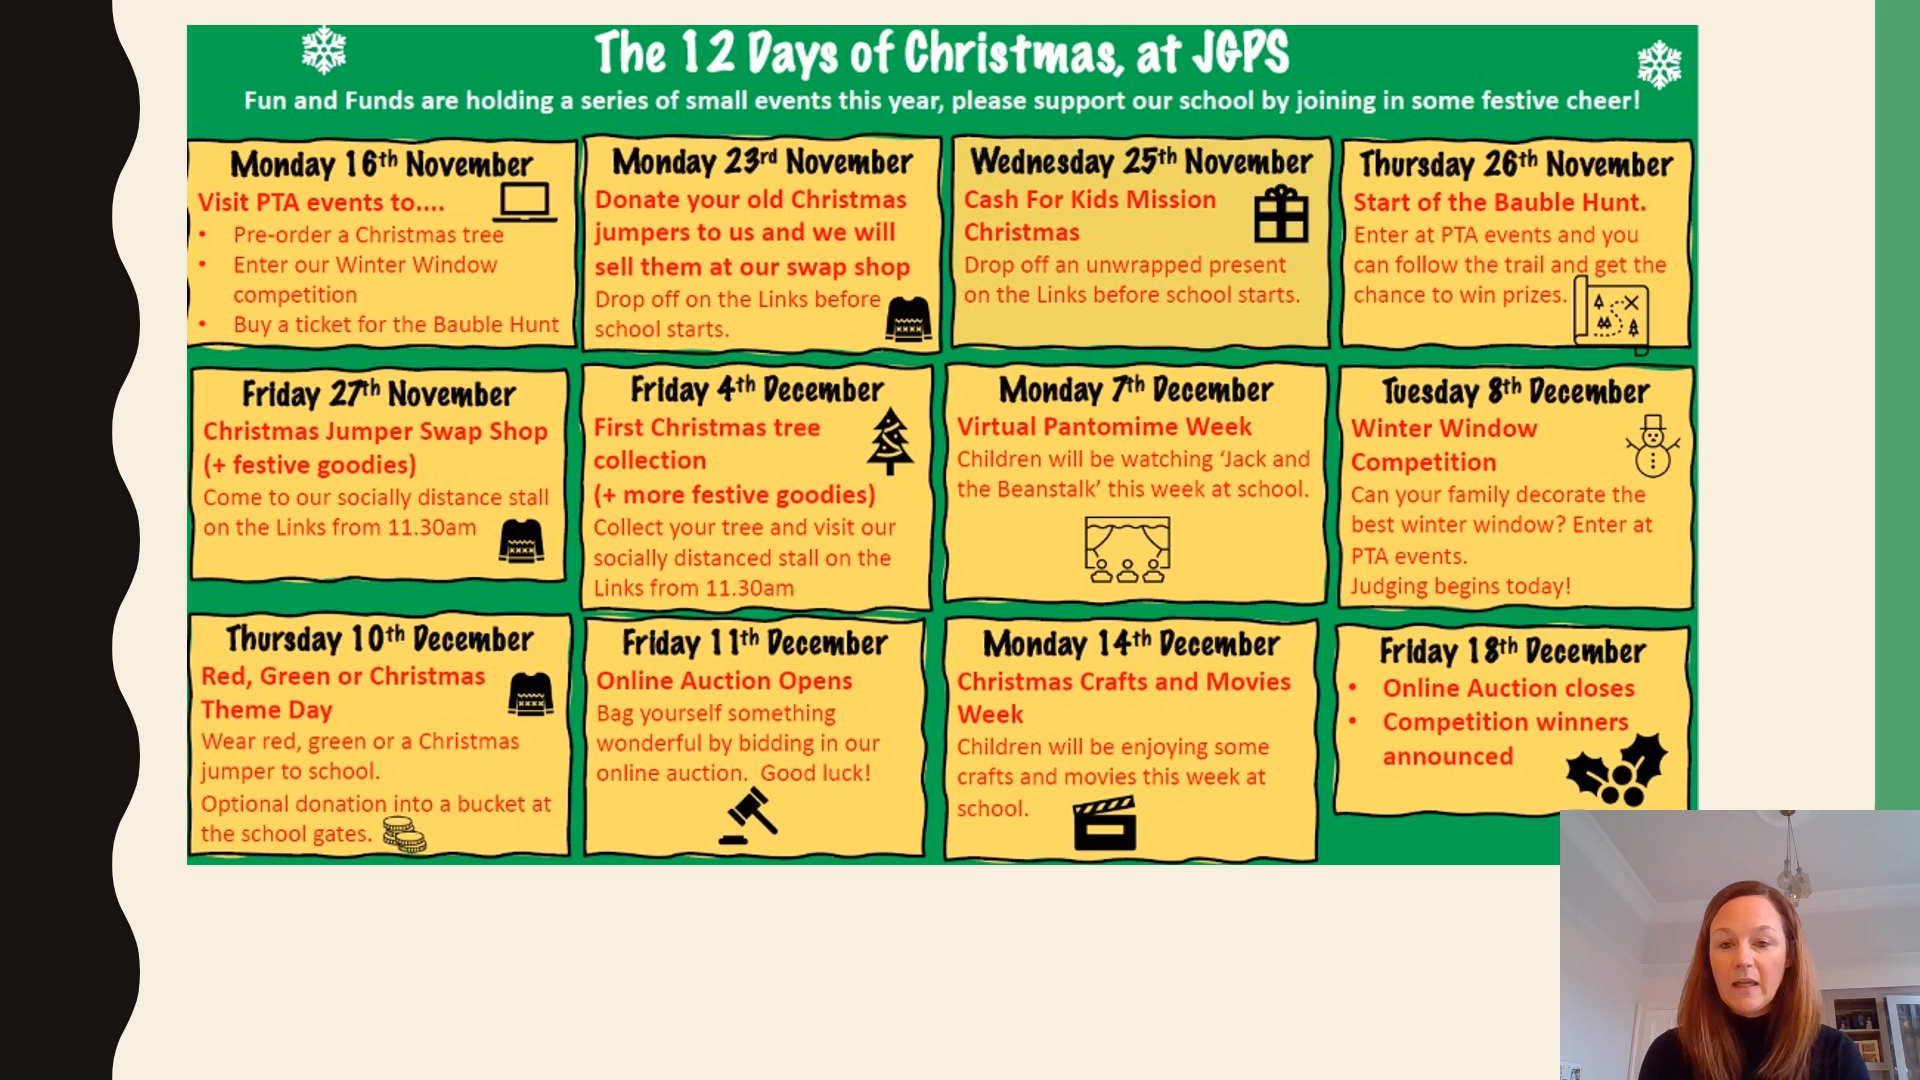 The 12 Days of Christmas, at JGPS
Fun and Funds are holding a series of small events this year, please support our school by joining in some festive cheer!
Monday 16th November
Visit PTA events to....
• Pre-order a Christmas tree
• Enter our Winter Window
competition
• Buy a ticket for the Bauble Hunt
Monday 23rd November
Donate your old Christmas
jumpers to us and we will
sell them at our swap shop
Drop off on the Links before
school starts.
Wednesday 25th November
Cash For Kids Mission
Christmas
Drop off an unwrapped present
on the Links before school starts.
Thursday 26th November
Start of the Bauble Hunt.
Enter at PTA events and you
can follow the trail and get the
chance to win prizes.
Friday 27th November
Christmas Jumper Swap Shop
(+ festive goodies)
Come to our socially distance stall
on the Links from 11.30am
Friday 4th December
First Christmas tree
collection
(+ more festive goodies)
Collect your tree and visit our
socially distanced stall on the
Links from 11.30am
Monday 7th December
Virtual Pantomime Week
Children will be watching ‘Jack and
the Beanstalk’ this week at school.
Tuesday 8th December
Winter Window
Competition
Can your family decorate the
best winter window? Enter at
PTA events.
Judging begins today!
Thursday 10th December
Red, Green or Christmas
Theme Day
Wear red, green or a Christmas
jumper to school.
Optional donation into a bucket at
the school gates.
Friday 11th December
Online Auction Opens
Bag yourself something
wonderful by bidding in our
online auction.  Good luck!
Monday 14th December
Christmas Crafts and Movies
Week
Children will be enjoying some
crafts and movies this week at
school.
Friday 18th December
• Online Auction closes
• Competition winners
announced